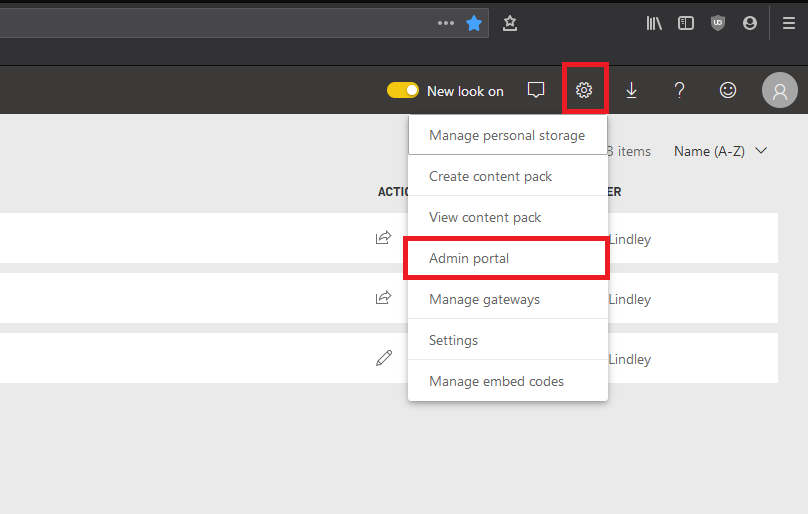 New look on
Manage personal storage
3 items
Name (A-Z)
Create content pack
ACTIO
ER
View content pack
Lindley
Admin portal
Manage gateways
Lindley
Settings
Lindley
Manage embed codes